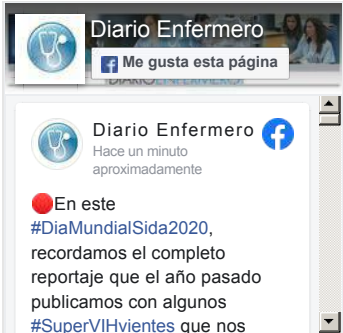 Diario Enfermero
Me gusta esta página
Diario Enfermero
Hace un minuto
aproximadamente
🔴En este
#DiaMundialSida2020,
recordamos el completo
reportaje que el año pasado
publicamos con algunos
#SuperVIHvientes que nos